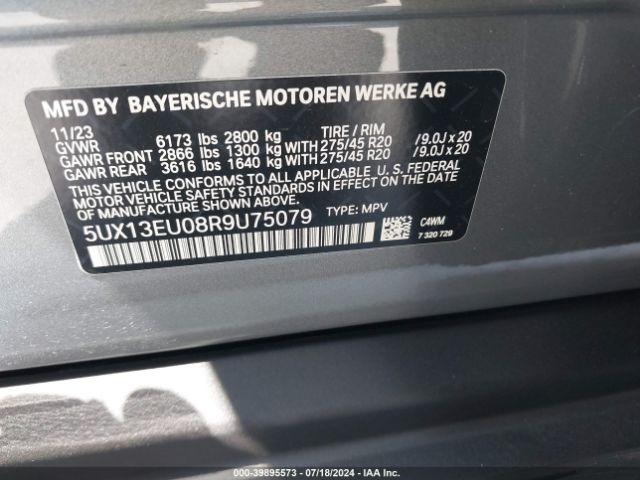 MFD BY BAYERISCHE MOTOREN WERKE AG
11/23 TIRE / RIM
GVWR 6173 lbs 2800 kg
GAWR FRONT 2866 lbs 1300 kg WITH 275/45 R20 / 9.0J x 20
GAWR REAR 3616 lbs 1640 kg WITH 275/45 R20 / 9.0J x 20
THIS VEHICLE CONFORMS TO ALL APPLICABLE U. S. FEDERAL
MOTOR VEHICLE SAFETY STANDARDS IN EFFECT ON THE DATE
OF MANUFACTURE SHOWN ABOVE.
5UX13EU08R9U75079 TYPE: MPV
C4WM
7 320 729
000-39895573 / 07/18/2024 / IAA Inc.